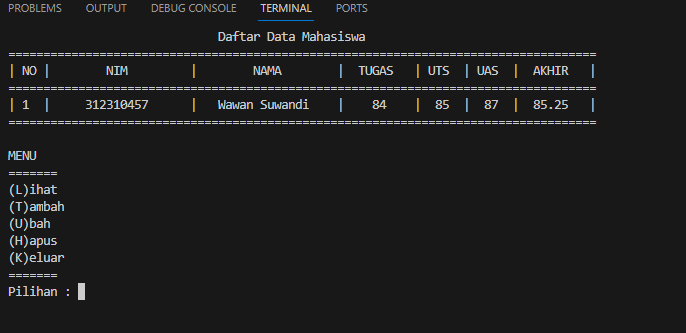 PROBLEMS OUTPUT DEBUG CONSOLE TERMINAL PORTS
Daftar Data Mahasiswa
====================================================================================
| NO | NIM | NAMA | TUGAS | UTS | UAS | AKHIR |
====================================================================================
| 1 | 312310457 | Wawan Suwandi | 84 | 85 | 87 | 85.25 |
====================================================================================
MENU
=======
(L)ihat
(T)ambah
(U)bah
(H)apus
(K)eluar
=======
Pilihan :